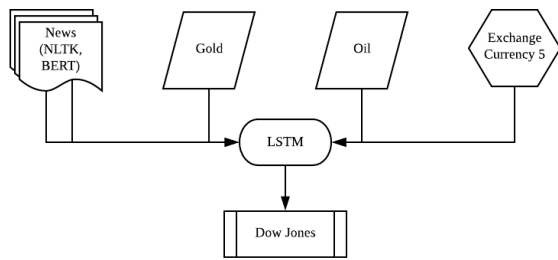 News
(NLTK,
BERT)
Gold
Oil
Exchange
Currency 5
LSTM
Dow Jones